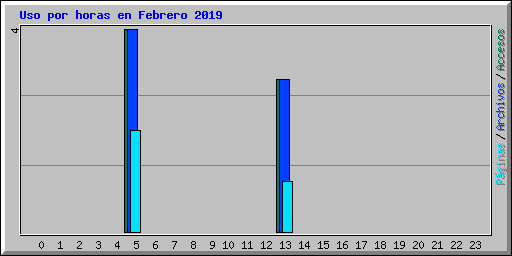 Uso por horas en Febrero 2019
4
Páginas / Archivos / Accesos
0 1 2 3 4 5 6 7 8 9 10 11 12 13 14 15 16 17 18 19 20 21 22 23